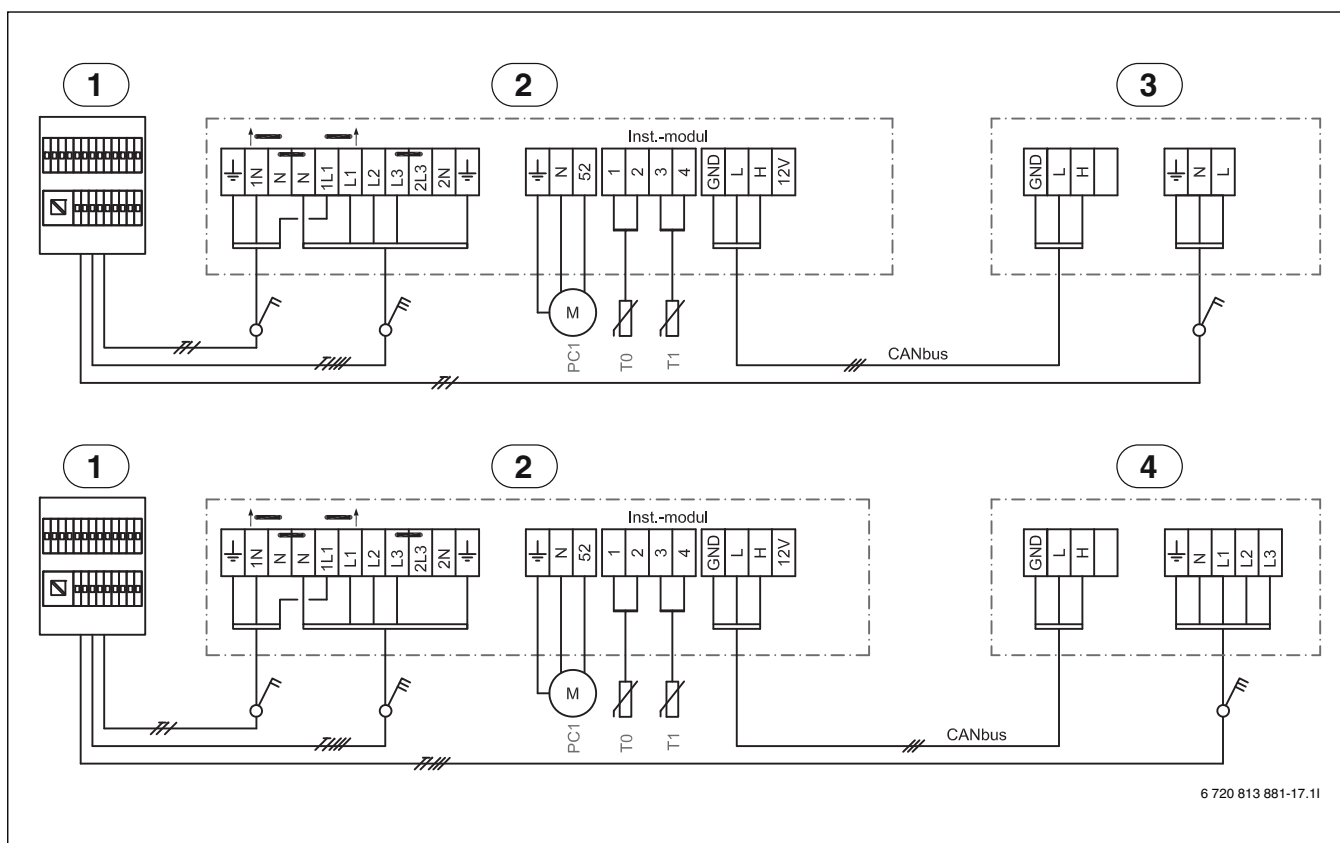 1
2
3
Inst.-modul
1N
N
N
1L1
L1
L2
L3
2L3
2N
N
52
1
2
3
4
GND
L
H
12V
GND
L
H
N
L
M
PC1
T0
T1
CANbus
1
2
4
Inst.-modul
1N
N
N
1L1
L1
L2
L3
2L3
2N
N
52
1
2
3
4
GND
L
H
12V
GND
L
H
N
L1
L2
L3
M
PC1
T0
T1
CANbus
6 720 813 881-17.1I